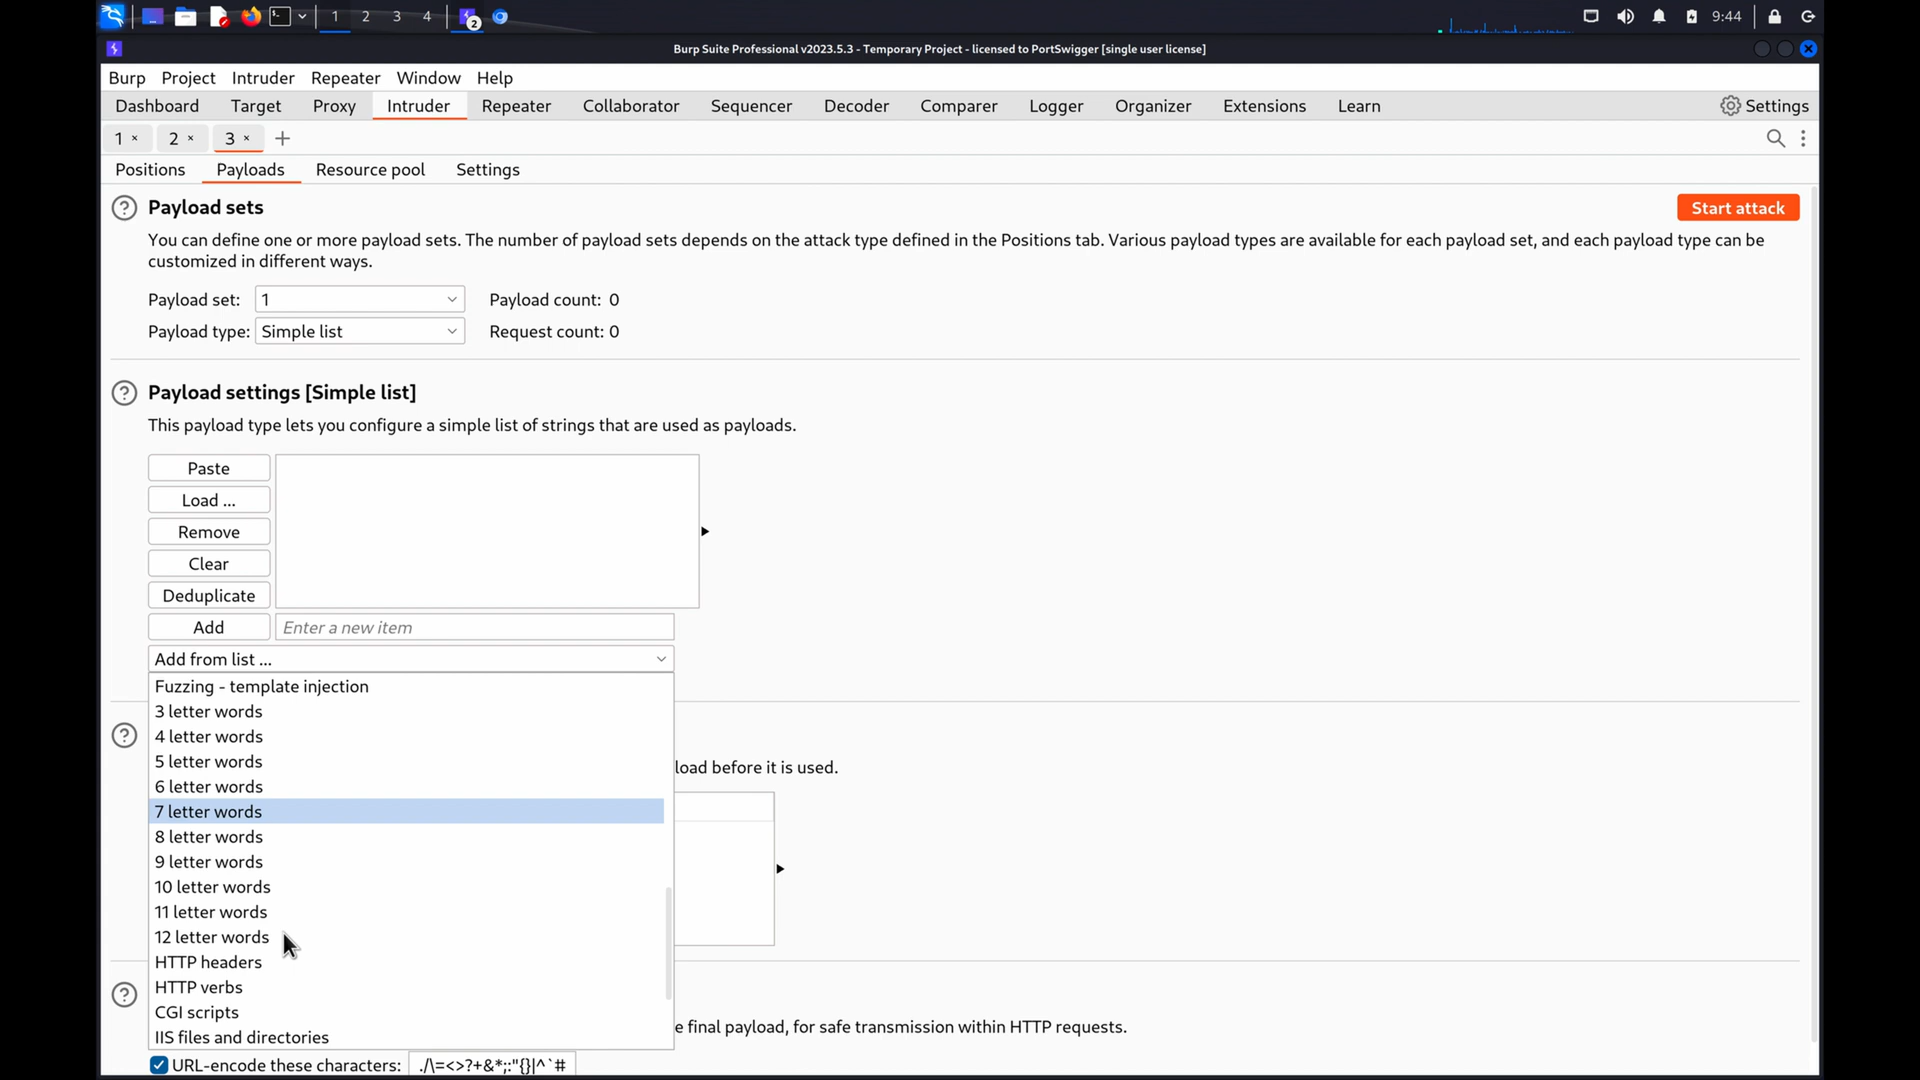 1 2 3 4 2 9:44
Burp Suite Professional v2023.5.3 - Temporary Project - licensed to PortSwigger [single user license]
Burp Project Intruder Repeater Window Help
Dashboard Target Proxy Intruder Repeater Collaborator Sequencer Decoder Comparer Logger Organizer Extensions Learn Settings
1 × 2 × 3 × +
Positions Payloads Resource pool Settings
? Payload sets Start attack
You can define one or more payload sets. The number of payload sets depends on the attack type defined in the Positions tab. Various payload types are available for each payload set, and each payload type can be
customized in different ways.
Payload set: 1 Payload count: 0
Payload type: Simple list Request count: 0
? Payload settings [Simple list]
This payload type lets you configure a simple list of strings that are used as payloads.
Paste
Load ...
Remove
Clear
Deduplicate
Add Enter a new item
Add from list ...
Fuzzing - template injection
3 letter words
4 letter words
5 letter words
? 6 letter words
load before it is used.
7 letter words
8 letter words
9 letter words
10 letter words
11 letter words
12 letter words
HTTP headers
? HTTP verbs
CGI scripts
e final payload, for safe transmission within HTTP requests.
IIS files and directories
URL-encode these characters: ./\=<>?+&*;:"{}|^`#